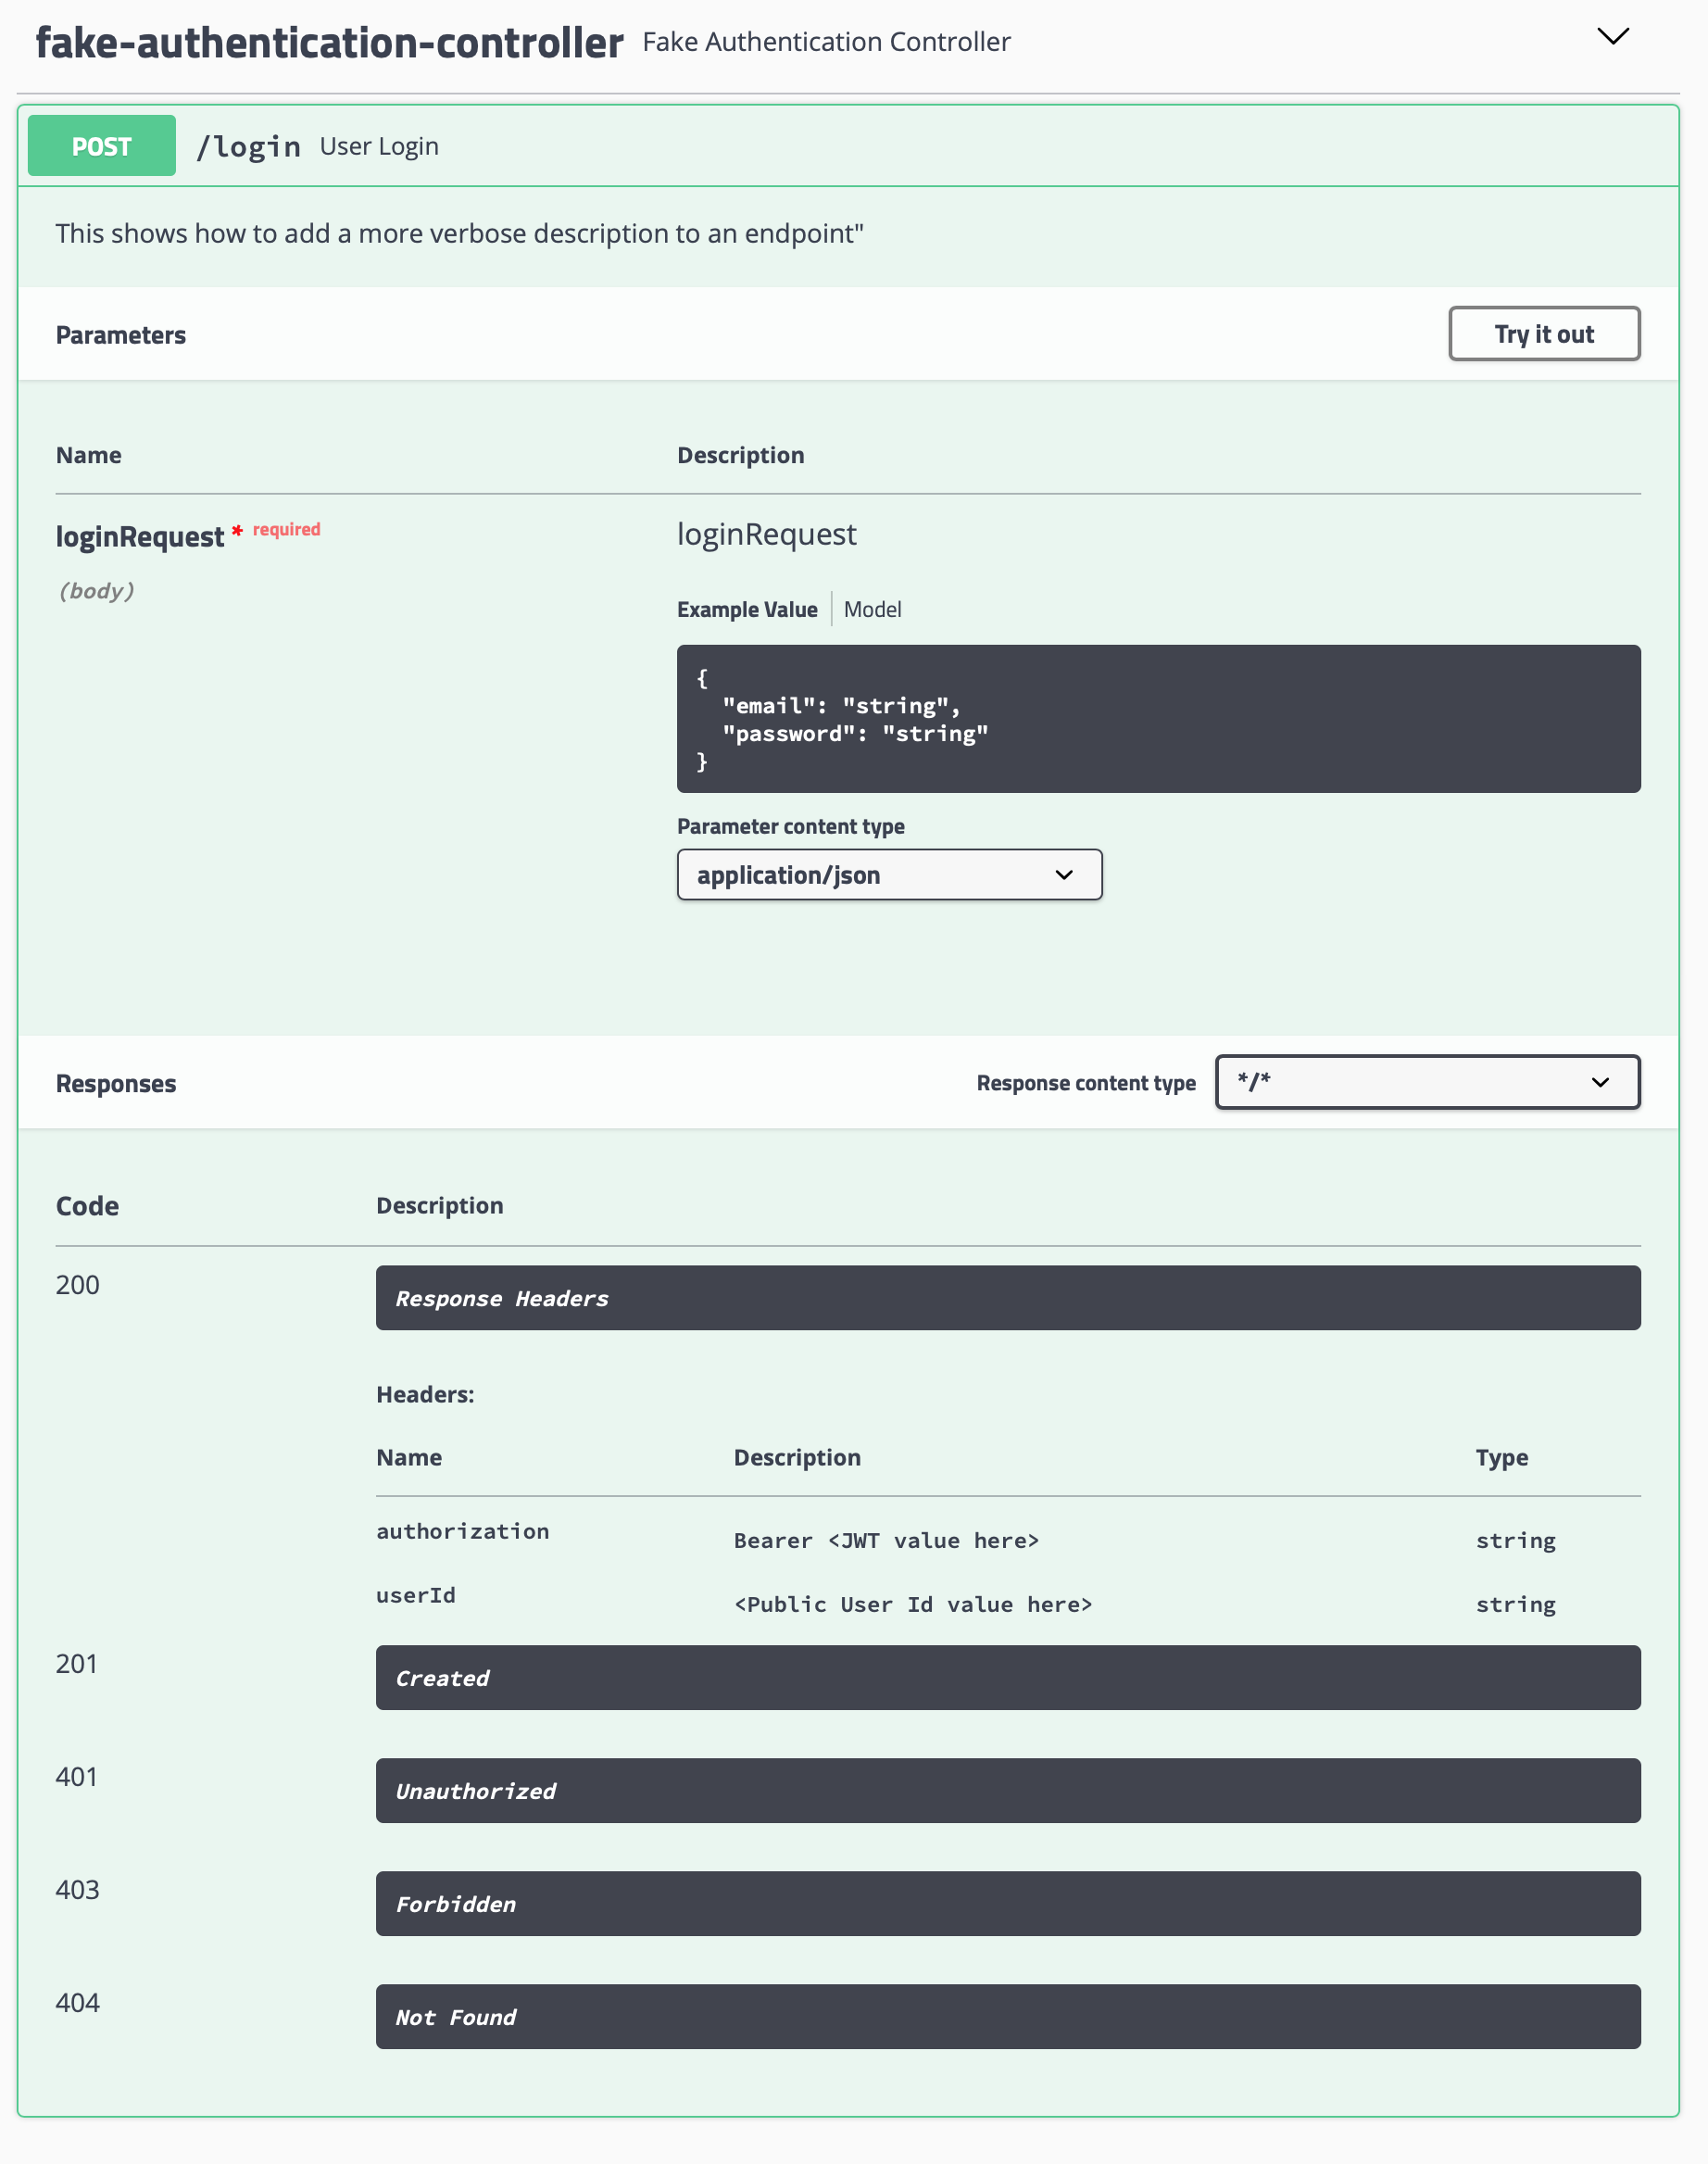 fake-authentication-controller Fake Authentication Controller
POST /login User Login
This shows how to add a more verbose description to an endpoint"
Parameters Try it out
Name Description
loginRequest * required loginRequest
(body)
Example Value Model
{
"email": "string",
"password": "string"
}
Parameter content type
application/json
Responses Response content type */*
Code Description
200 Response Headers
Headers:
Name Description Type
authorization Bearer <JWT value here> string
userId <Public User Id value here> string
201 Created
401 Unauthorized
403 Forbidden
404 Not Found